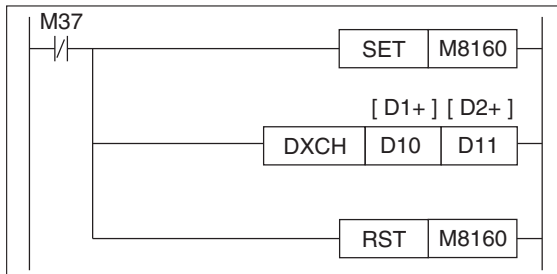 M37
SET M8160
[ D1+ ] [ D2+ ]
DXCH D10 D11
RST M8160